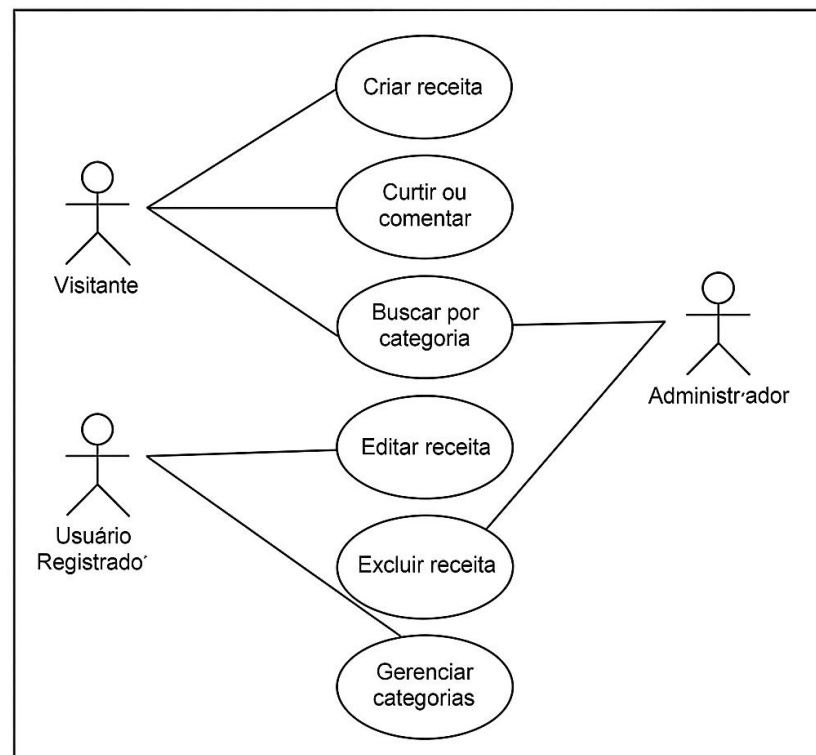 Criar receita
Curtir ou
comentar
Visitante
Buscar por
categoria
Administrador
Editar receita
Usuário
Registrado
Excluir receita
Gerenciar
categorias